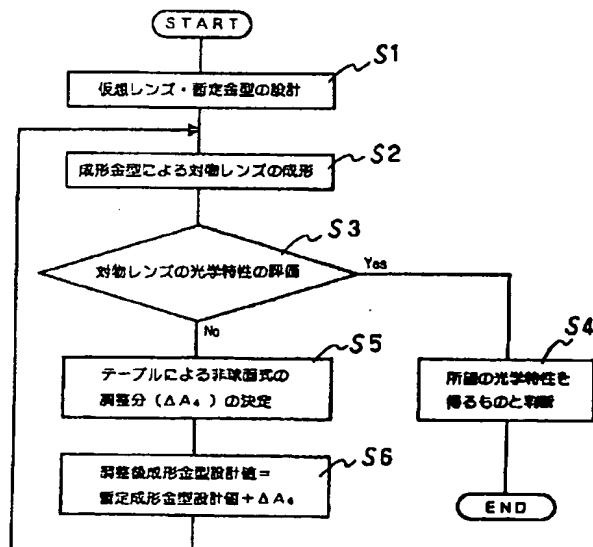 START
S1
仮想レンズ・暫定金型の設計
S2
成形金型による対物レンズの成形
S3
対物レンズの光学特性の評価
Yes
No
S5
テーブルによる非球面式の
調整分(ΔA₄)の決定
S4
所望の光学特性を
得るものと判断
S6
調整後成形金型設計値=
暫定成形金型設計値+ΔA₄
END